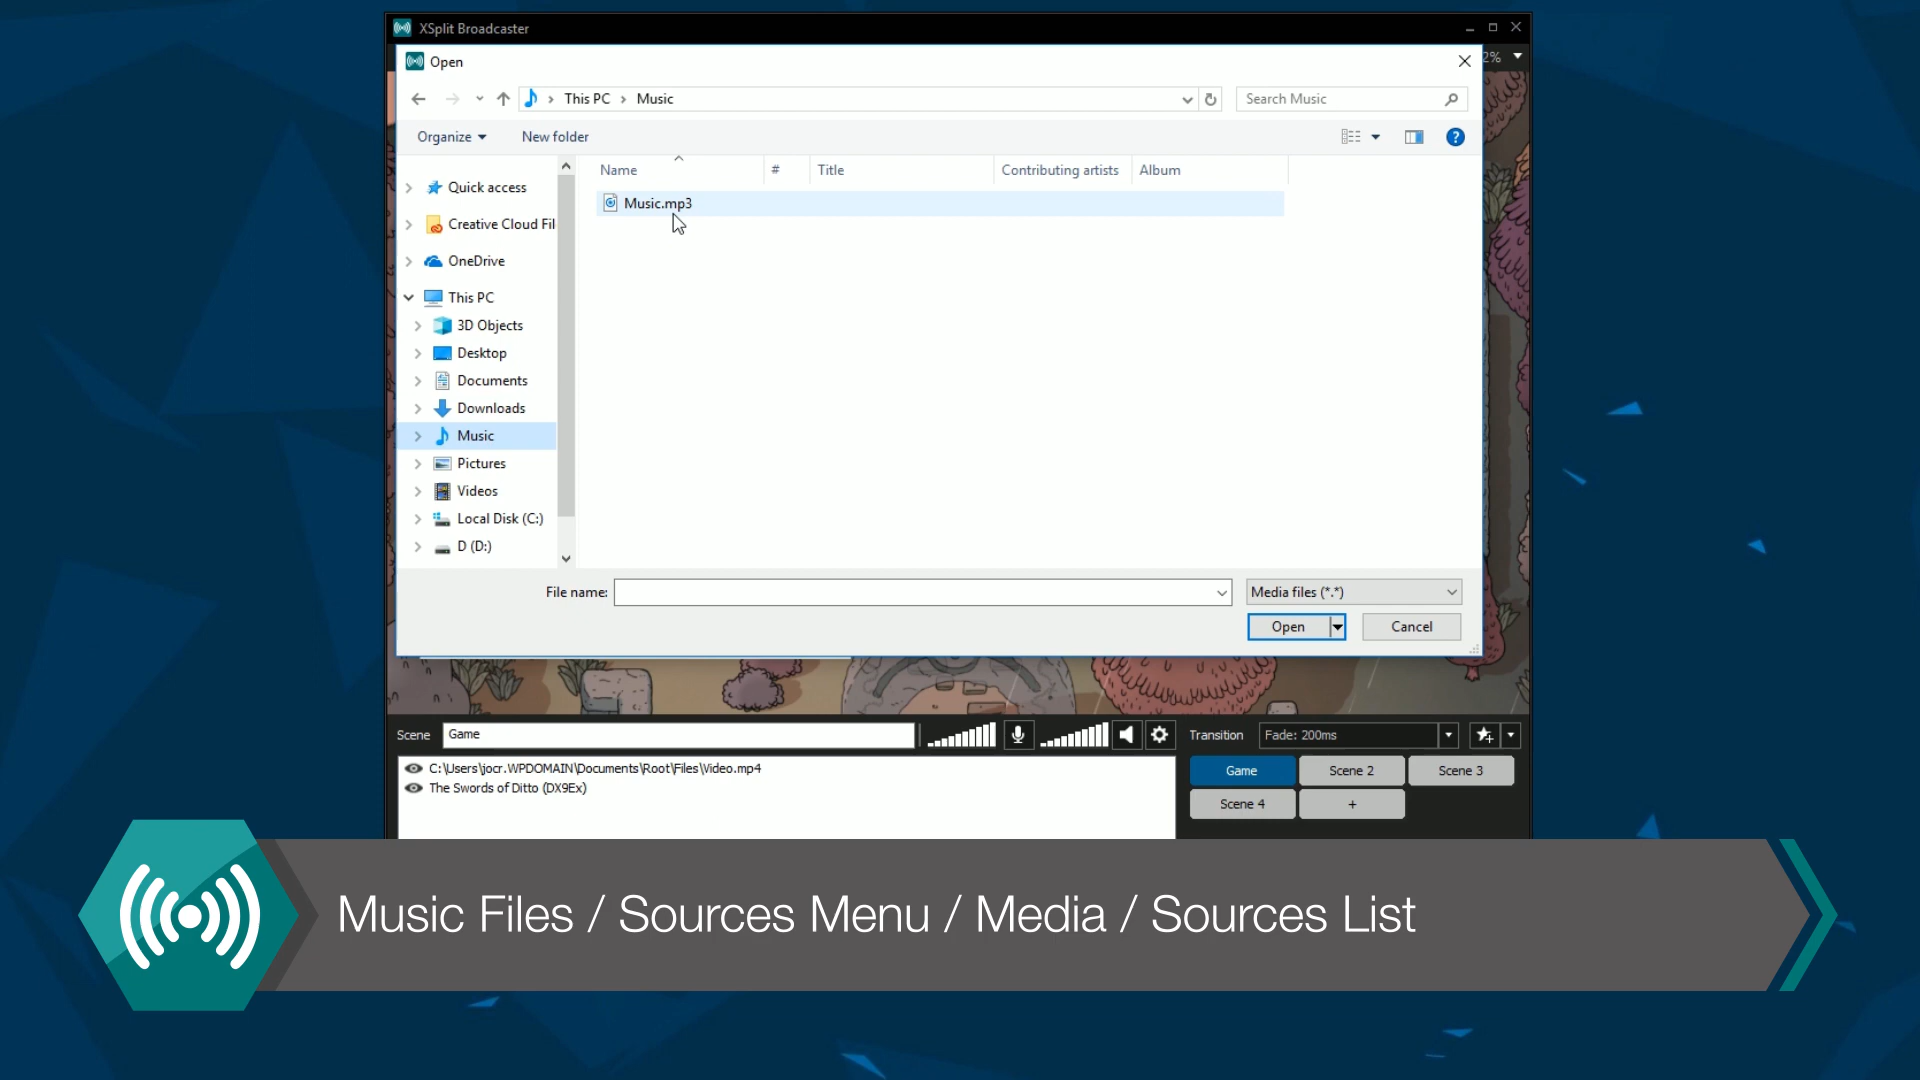 XSplit Broadcaster
Open
2%
This PC
Music
Search Music
Organize
New folder
?
Name
#
Title
Contributing artists
Album
Quick access
Music.mp3
Creative Cloud Fil
OneDrive
This PC
3D Objects
Desktop
Documents
Downloads
Music
Pictures
Videos
Local Disk (C:)
D (D:)
File name:
Media files (*.*)
Open
Cancel
Scene
Game
Transition
Fade: 200ms
C:\Users\jocr.WPDOMAIN\Documents\Root\Files\Video.mp4
The Swords of Ditto (DX9Ex)
Game
Scene 2
Scene 3
Scene 4
+
Music Files / Sources Menu / Media / Sources List